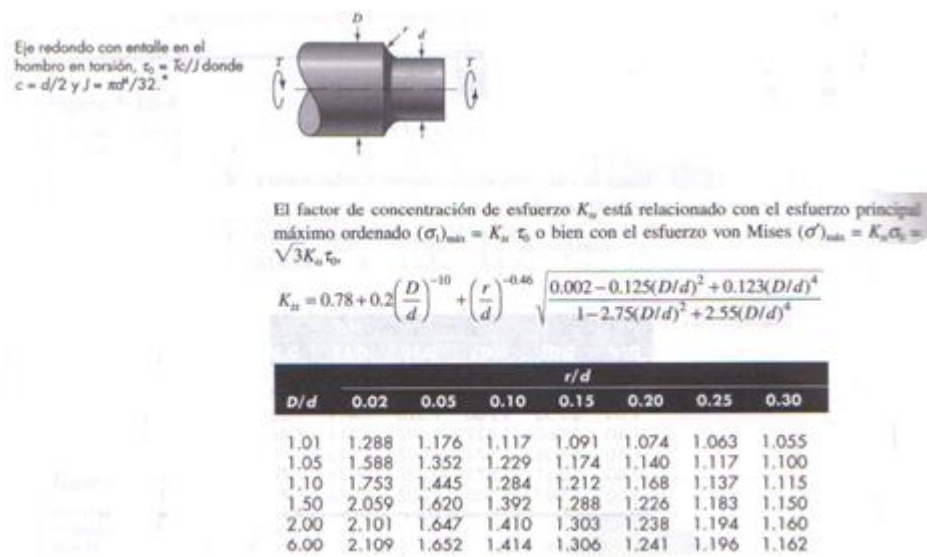 Eje redondo con entalle en el
hombro en torsión, τ₀ = Tc/J donde
c = d/2 y J = πd⁴/32.*
D
r
d
T
T
El factor de concentración de esfuerzo Kₜₛ está relacionado con el esfuerzo principal
máximo ordenado (σ₁)ₘₐₓ = Kₜₛ τ₀ o bien con el esfuerzo von Mises (σ')ₘₐₓ = Kₜₛσ₀ =
√3Kₜₛτ₀.
Kₜₛ = 0.78 + 0.2(D/d)^-10 + (r/d)^-0.46 √((0.002 − 0.125(D/d)² + 0.123(D/d)⁴)/(1 − 2.75(D/d)² + 2.55(D/d)⁴))
r/d
D/d 0.02 0.05 0.10 0.15 0.20 0.25 0.30
1.01 1.288 1.176 1.117 1.091 1.074 1.063 1.055
1.05 1.588 1.352 1.229 1.174 1.140 1.117 1.100
1.10 1.753 1.445 1.284 1.212 1.168 1.137 1.115
1.50 2.059 1.620 1.392 1.288 1.226 1.183 1.150
2.00 2.101 1.647 1.410 1.303 1.238 1.194 1.160
6.00 2.109 1.652 1.414 1.306 1.241 1.196 1.162